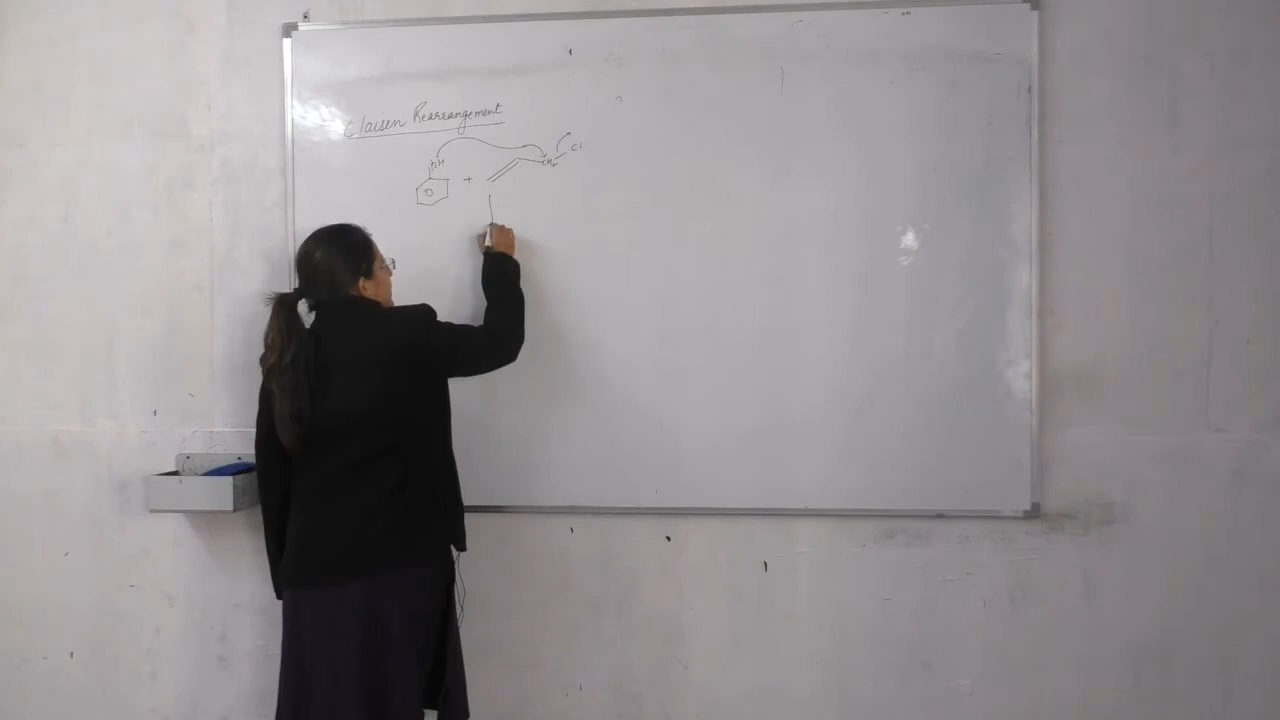 Claisen Rearrangement
:OH
+ CH₂ Cl